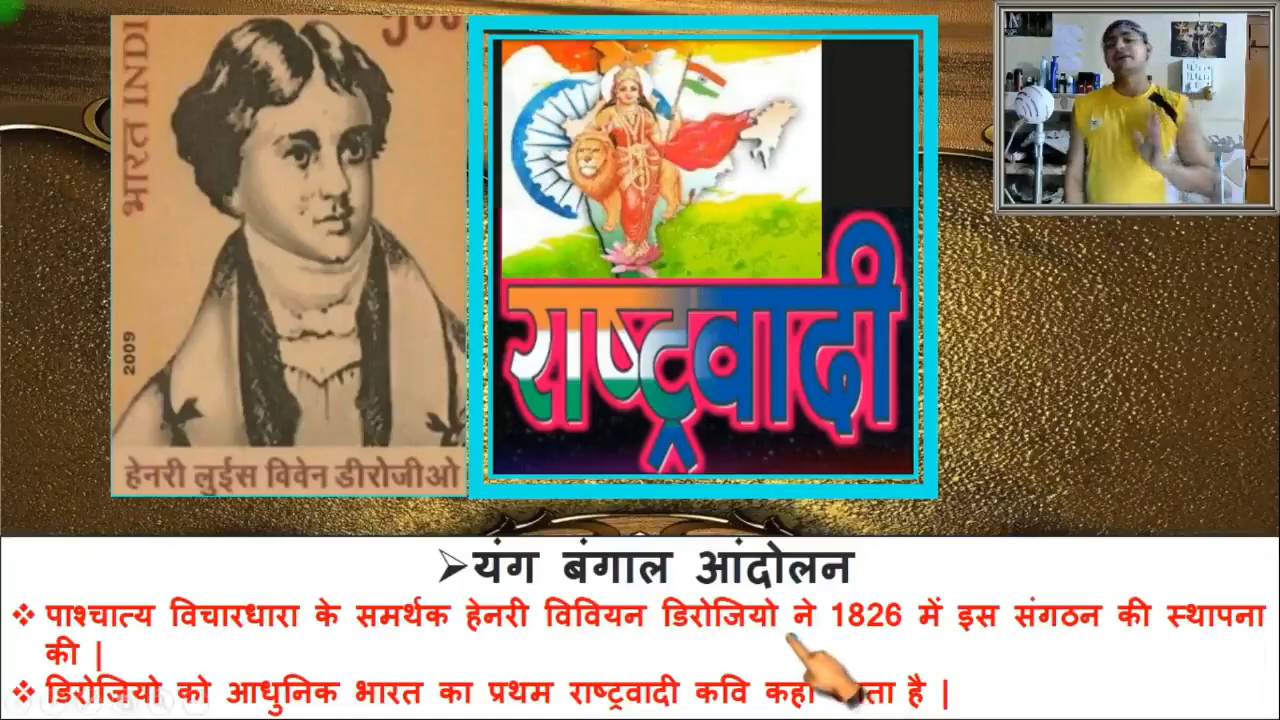 भारत INDIA
2009
हेनरी लुईस विवेन डीरोजीओ
राष्ट्रवादी
➢यंग बंगाल आंदोलन
❖ पाश्चात्य विचारधारा के समर्थक हेनरी विवियन डिरोजियो ने 1826 में इस संगठन की स्थापना
की |
❖ डिरोजियो को आधुनिक भारत का प्रथम राष्ट्रवादी कवि कहा है |